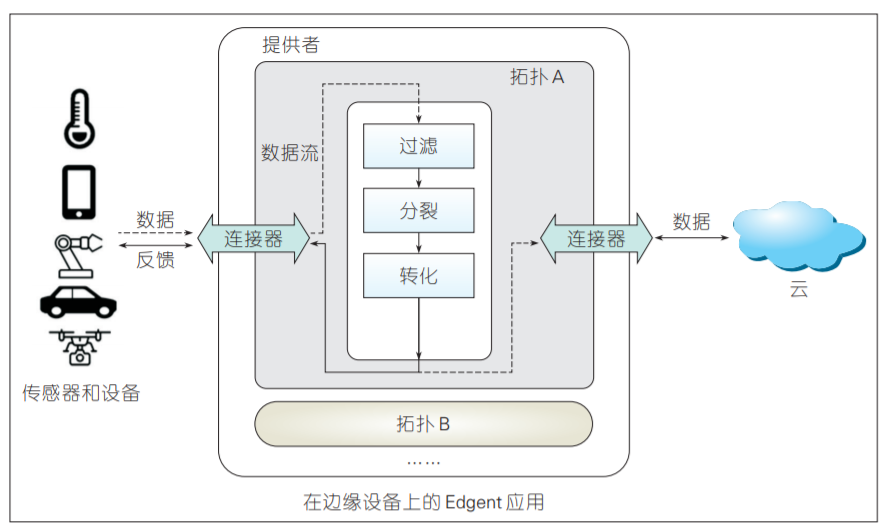 提供者
拓扑 A
数据流
过滤
分裂
转化
数据
反馈
连接器
连接器
数据
云
传感器和设备
拓扑 B
……
在边缘设备上的 Edgent 应用